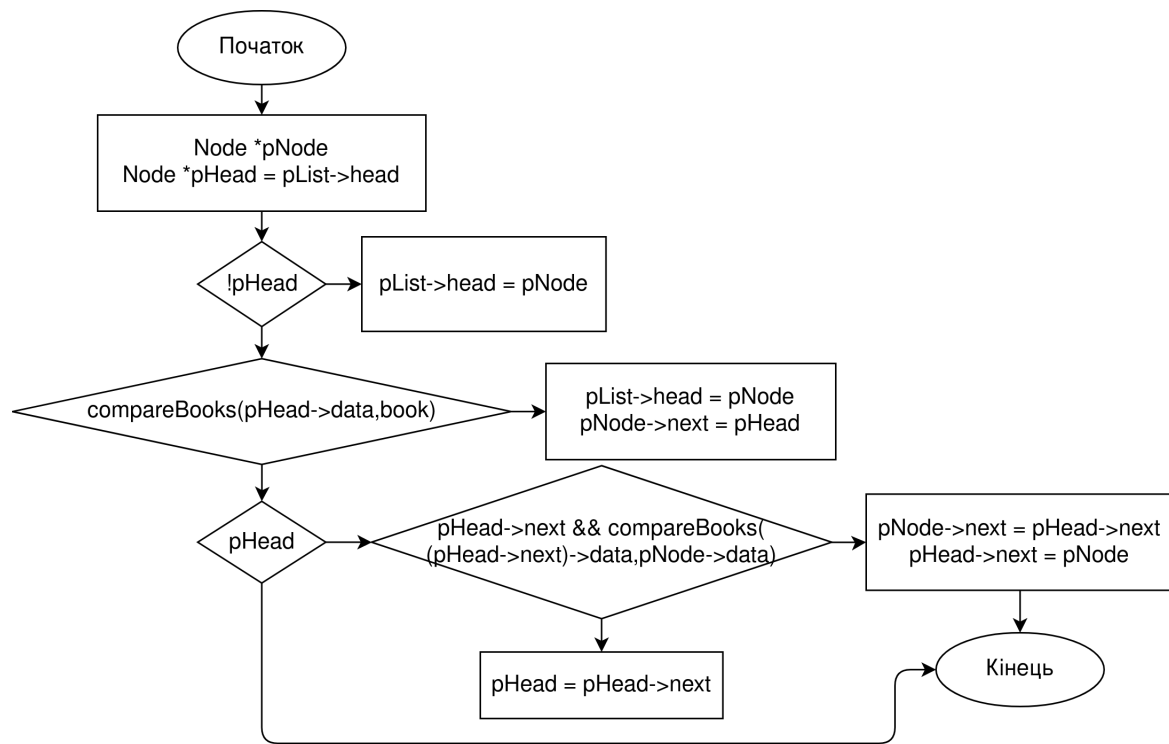 Початок
Node *pNode
Node *pHead = pList->head
!pHead
pList->head = pNode
compareBooks(pHead->data,book)
pList->head = pNode
pNode->next = pHead
pHead
pHead->next && compareBooks(
(pHead->next)->data,pNode->data)
pNode->next = pHead->next
pHead->next = pNode
pHead = pHead->next
Кінець